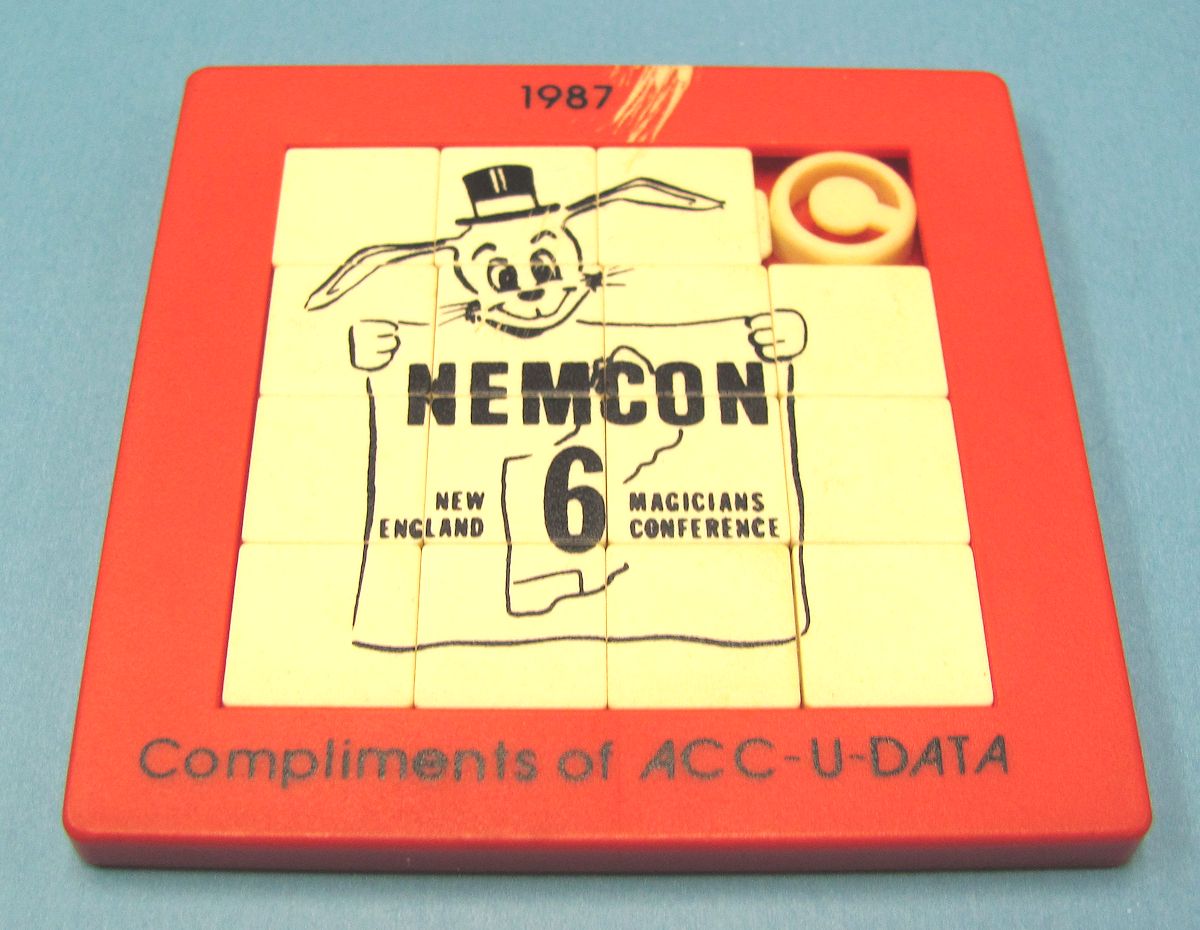 1987
NEMCON
6
NEW
ENGLAND
MAGICIANS
CONFERENCE
Compliments of ACC-U-DATA